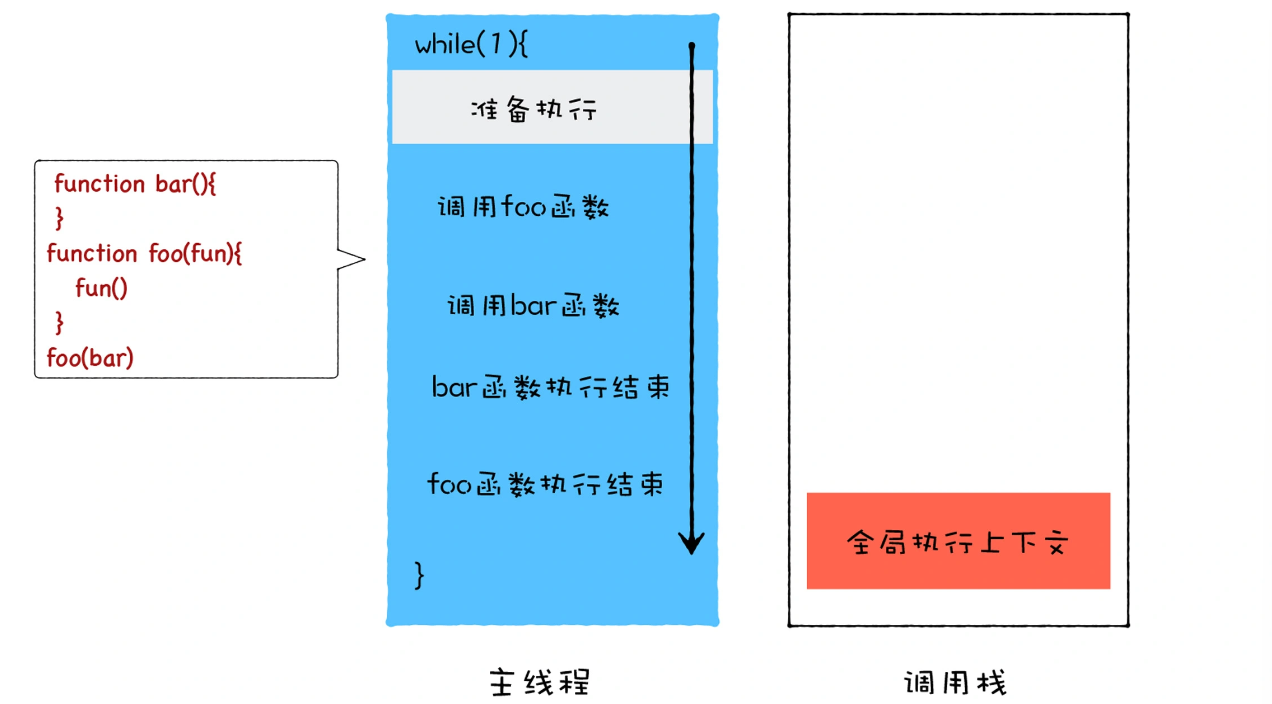 function bar(){
}
function foo(fun){
fun()
}
foo(bar)
while(1){
准备执行
调用foo函数
调用bar函数
bar函数执行结束
foo函数执行结束
}
主线程
全局执行上下文
调用栈